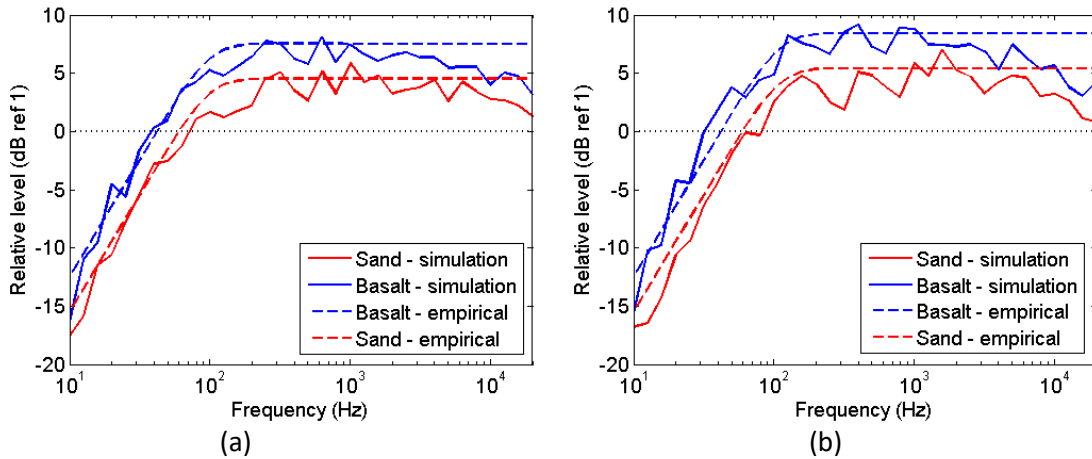 Relative level (dB ref 1)
10
5
0
-5
-10
-15
-20
10^1
10^2
10^3
10^4
Frequency (Hz)
Sand - simulation
Basalt - simulation
Basalt - empirical
Sand - empirical
(a)
Relative level (dB ref 1)
10
5
0
-5
-10
-15
-20
10^1
10^2
10^3
10^4
Frequency (Hz)
Sand - simulation
Basalt - simulation
Basalt - empirical
Sand - empirical
(b)